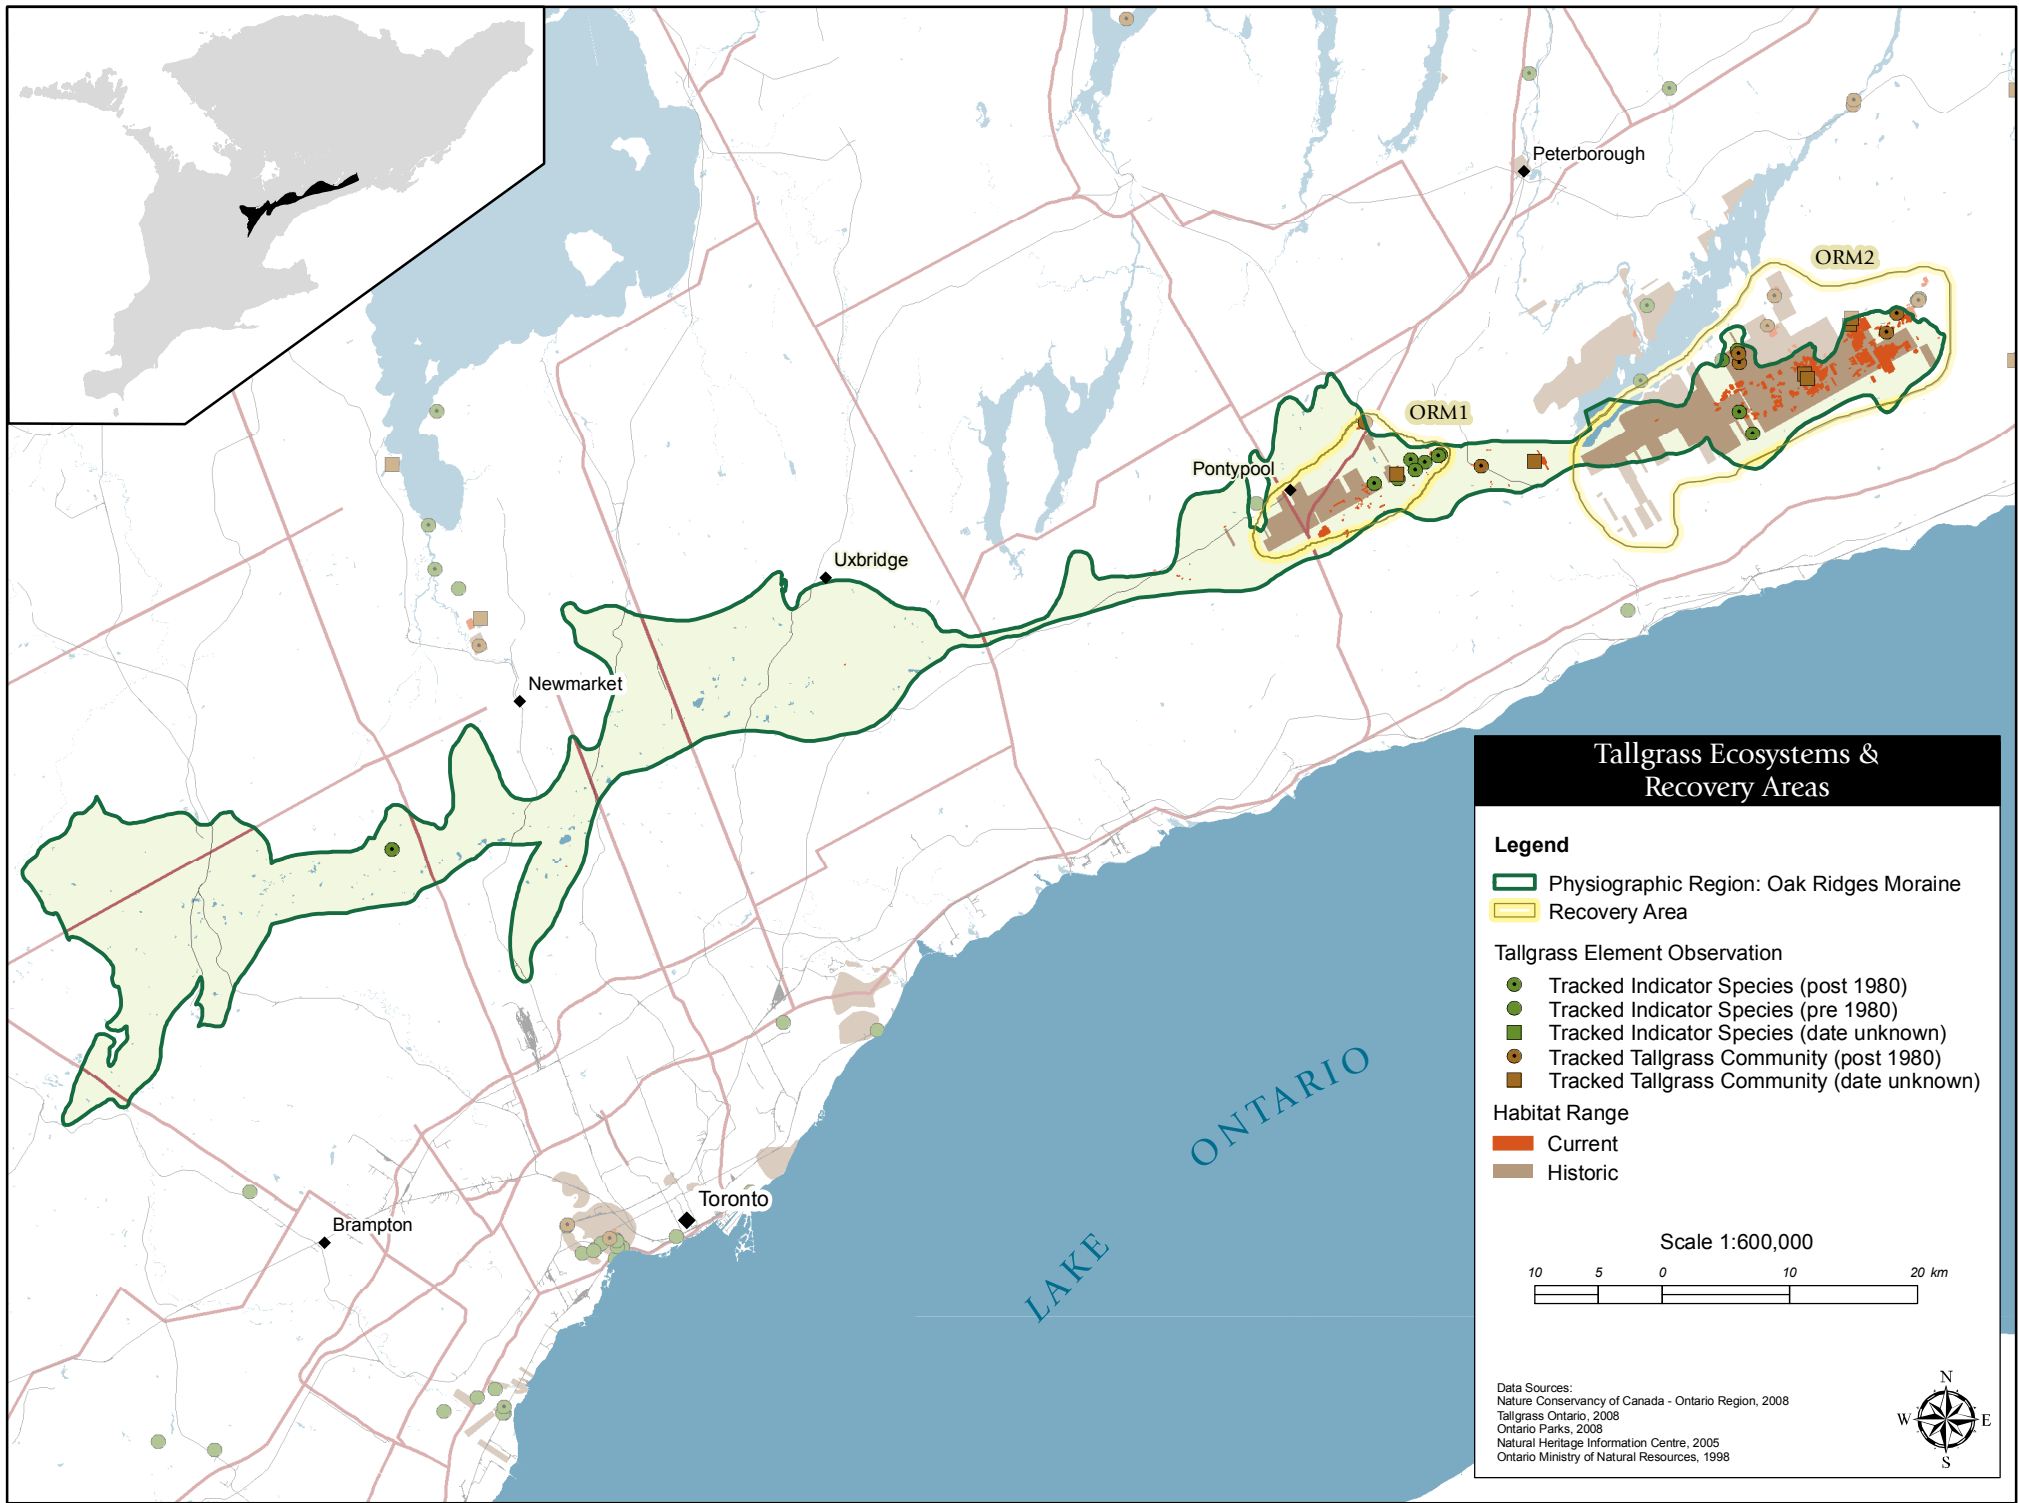 Peterborough
ORM2
ORM1
Pontypool
Uxbridge
Newmarket
Toronto
Brampton
LAKE ONTARIO
Tallgrass Ecosystems &
Recovery Areas
Legend
Physiographic Region: Oak Ridges Moraine
Recovery Area
Tallgrass Element Observation
Tracked Indicator Species (post 1980)
Tracked Indicator Species (pre 1980)
Tracked Indicator Species (date unknown)
Tracked Tallgrass Community (post 1980)
Tracked Tallgrass Community (date unknown)
Habitat Range
Current
Historic
Scale 1:600,000
10 5 0 10 20 km
Data Sources:
Nature Conservancy of Canada - Ontario Region, 2008
Tallgrass Ontario, 2008
Ontario Parks, 2008
Natural Heritage Information Centre, 2005
Ontario Ministry of Natural Resources, 1998
N
W E
S